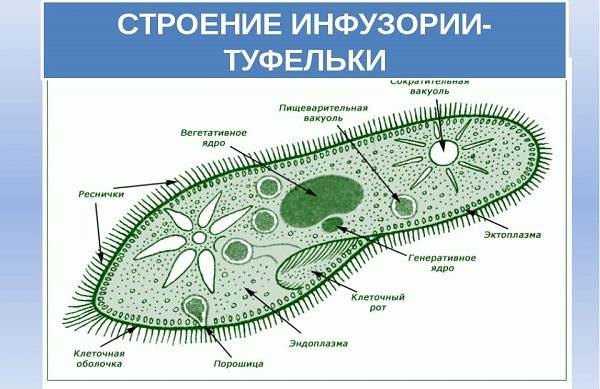 СТРОЕНИЕ ИНФУЗОРИИ-
ТУФЕЛЬКИ
Сократительная
вакуоль
Пищеварительная
вакуоль
Вегетативное
ядро
Реснички
Эктоплазма
Генеративное
ядро
Клеточный
рот
Эндоплазма
Клеточная
оболочка
Порошица